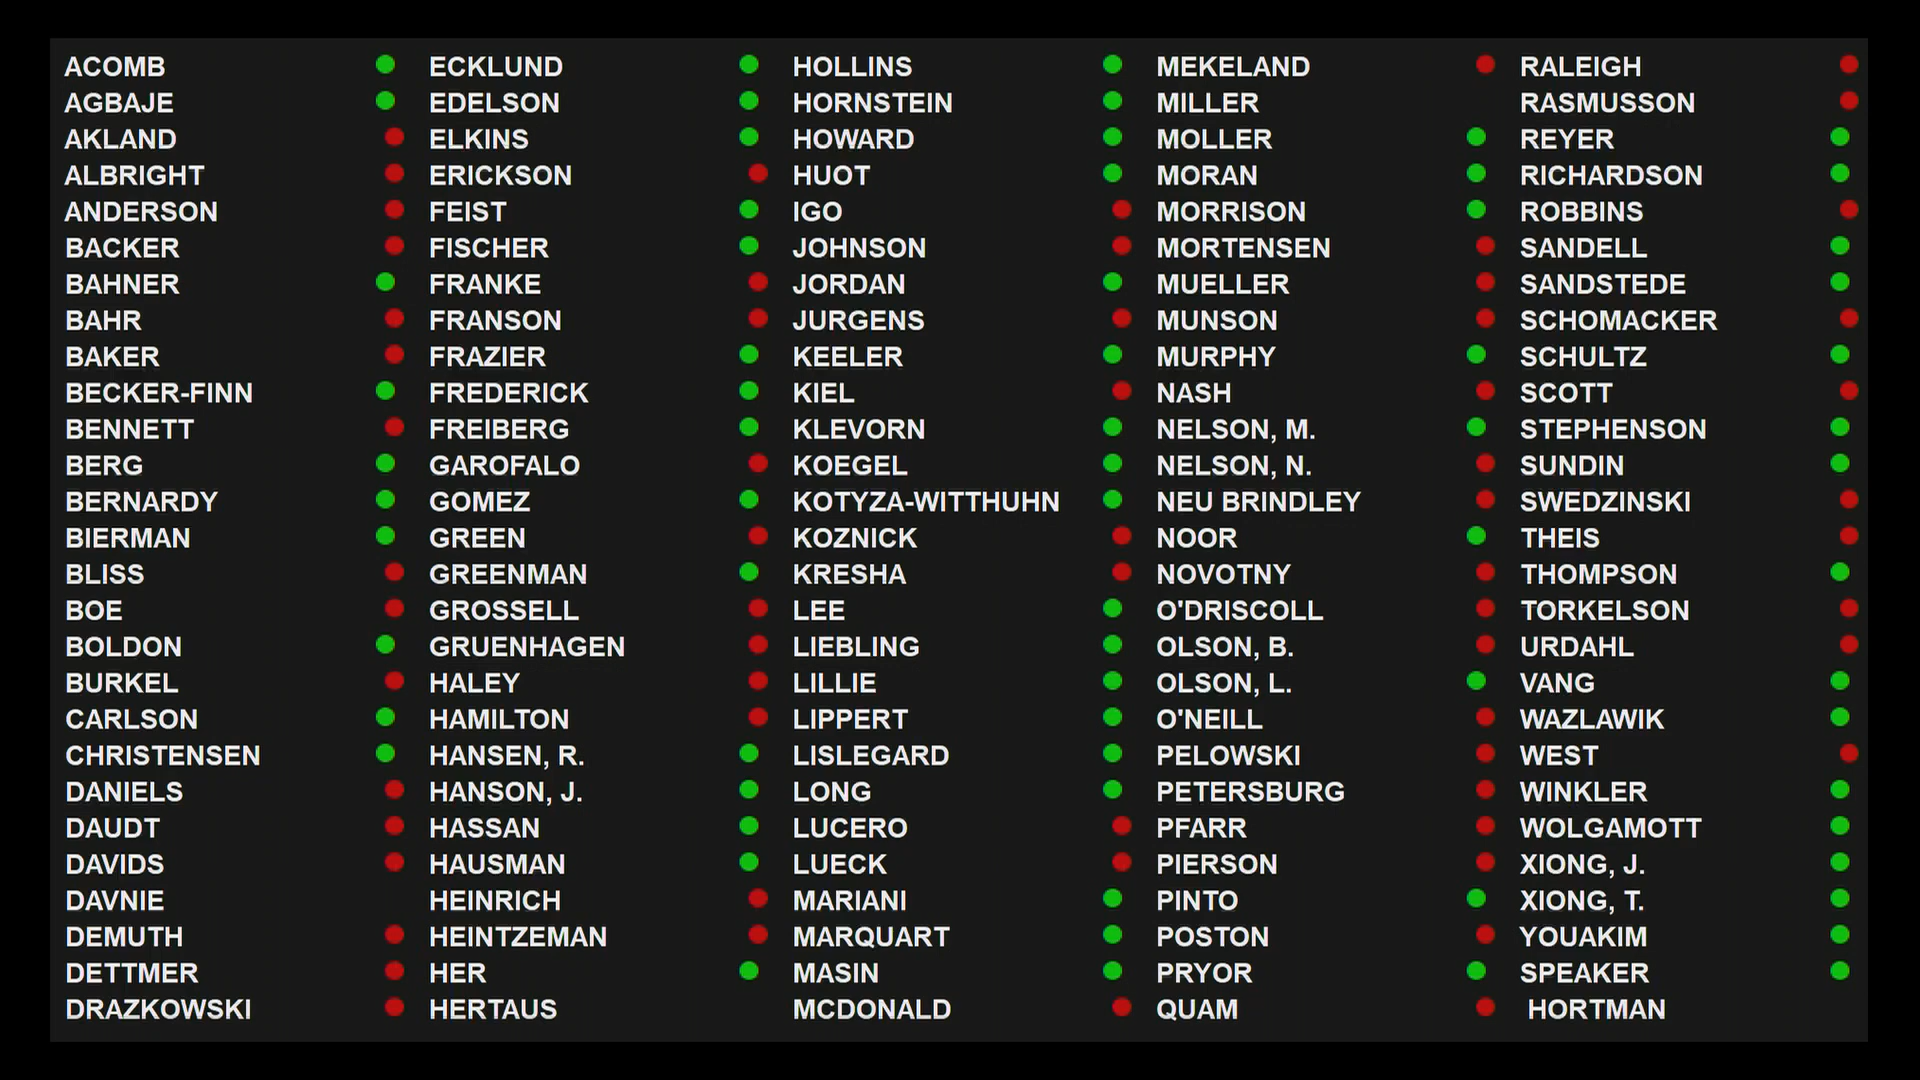 ACOMB
AGBAJE
AKLAND
ALBRIGHT
ANDERSON
BACKER
BAHNER
BAHR
BAKER
BECKER-FINN
BENNETT
BERG
BERNARDY
BIERMAN
BLISS
BOE
BOLDON
BURKEL
CARLSON
CHRISTENSEN
DANIELS
DAUDT
DAVIDS
DAVNIE
DEMUTH
DETTMER
DRAZKOWSKI
ECKLUND
EDELSON
ELKINS
ERICKSON
FEIST
FISCHER
FRANKE
FRANSON
FRAZIER
FREDERICK
FREIBERG
GAROFALO
GOMEZ
GREEN
GREENMAN
GROSSELL
GRUENHAGEN
HALEY
HAMILTON
HANSEN, R.
HANSON, J.
HASSAN
HAUSMAN
HEINRICH
HEINTZEMAN
HER
HERTAUS
HOLLINS
HORNSTEIN
HOWARD
HUOT
IGO
JOHNSON
JORDAN
JURGENS
KEELER
KIEL
KLEVORN
KOEGEL
KOTYZA-WITTHUHN
KOZNICK
KRESHA
LEE
LIEBLING
LILLIE
LIPPERT
LISLEGARD
LONG
LUCERO
LUECK
MARIANI
MARQUART
MASIN
MCDONALD
MEKELAND
MILLER
MOLLER
MORAN
MORRISON
MORTENSEN
MUELLER
MUNSON
MURPHY
NASH
NELSON, M.
NELSON, N.
NEU BRINDLEY
NOOR
NOVOTNY
O'DRISCOLL
OLSON, B.
OLSON, L.
O'NEILL
PELOWSKI
PETERSBURG
PFARR
PIERSON
PINTO
POSTON
PRYOR
QUAM
RALEIGH
RASMUSSON
REYER
RICHARDSON
ROBBINS
SANDELL
SANDSTEDE
SCHOMACKER
SCHULTZ
SCOTT
STEPHENSON
SUNDIN
SWEDZINSKI
THEIS
THOMPSON
TORKELSON
URDAHL
VANG
WAZLAWIK
WEST
WINKLER
WOLGAMOTT
XIONG, J.
XIONG, T.
YOUAKIM
SPEAKER
HORTMAN